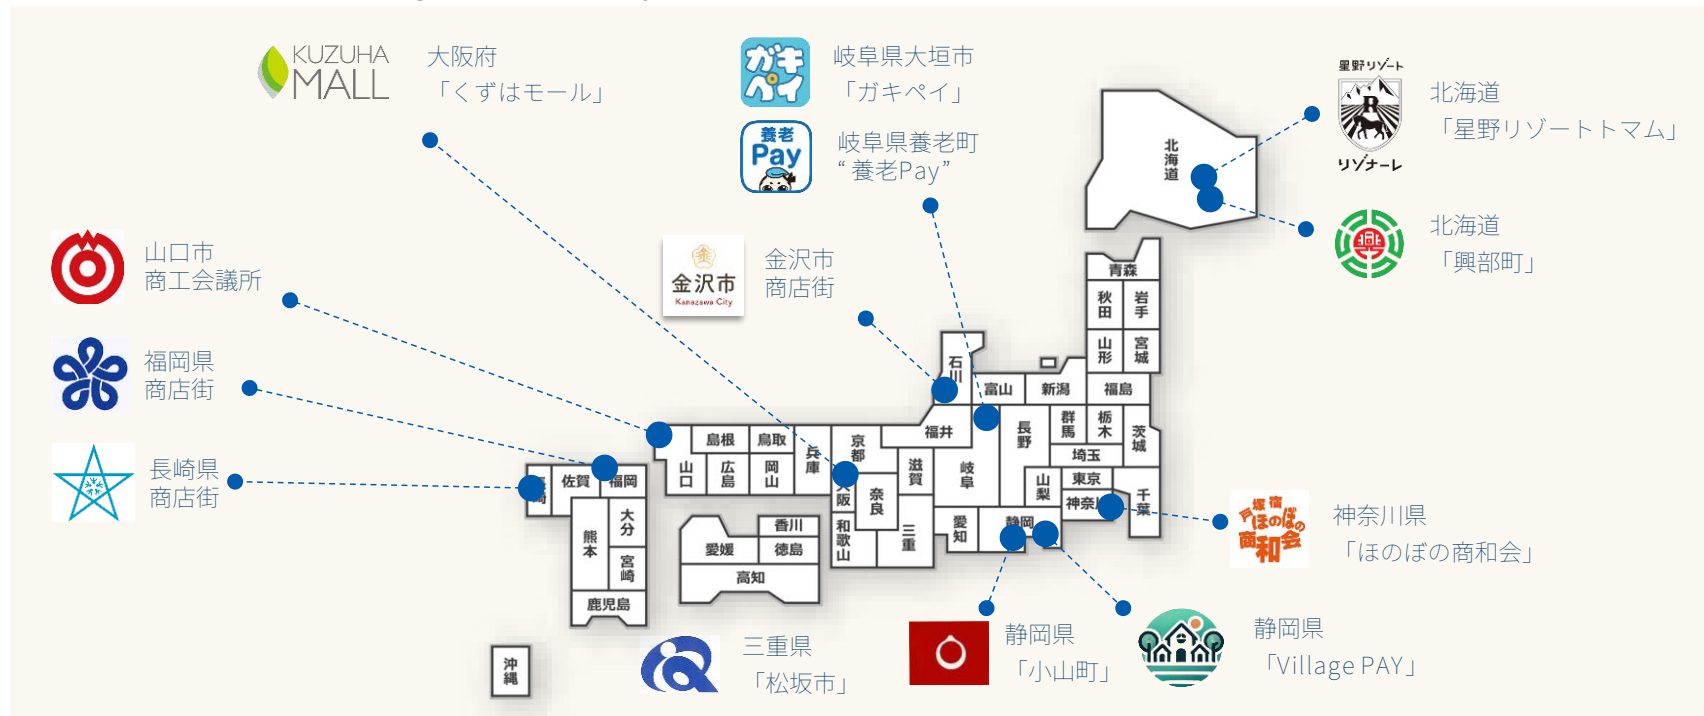 KUZUHA
MALL
大阪府
「くずはモール」
ガキ
ペイ
岐阜県大垣市
「ガキペイ」
養老
Pay
岐阜県養老町
“養老Pay”
星野リゾート
リゾナーレ
北海道
「星野リゾートトマム」
北海道
「興部町」
山口市
商工会議所
金沢市
Kanazawa City
金沢市
商店街
福岡県
商店街
長崎県
商店街
北海道
青森
秋田
岩手
山形
宮城
石川
富山
新潟
福島
福井
長野
群馬
栃木
茨城
埼玉
島根
鳥取
兵庫
京都
滋賀
岐阜
山梨
東京
神奈川
千葉
山口
広島
岡山
大阪
奈良
和歌山
三重
愛知
静岡
佐賀
福岡
大分
熊本
宮崎
鹿児島
香川
愛媛
徳島
高知
沖縄
戸塚宿
ほのぼの
商和会
神奈川県
「ほのぼの商和会」
三重県
「松坂市」
静岡県
「小山町」
静岡県
「Village PAY」